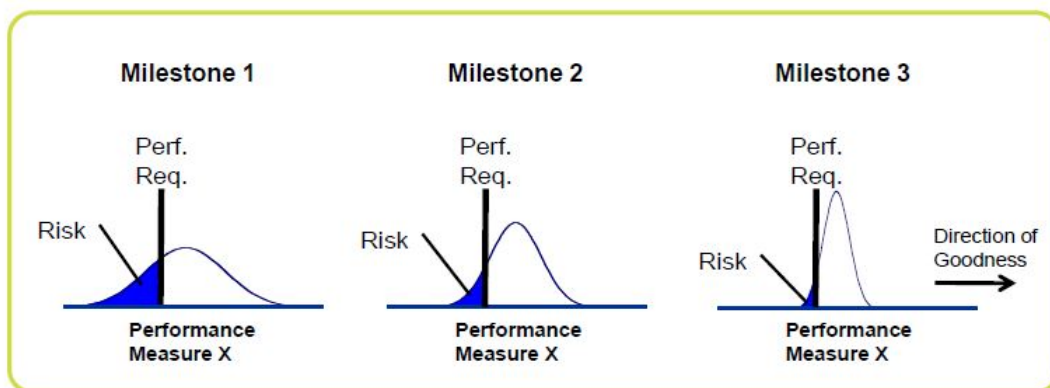 Milestone 1
Perf.
Req.
Risk
Performance
Measure X
Milestone 2
Perf.
Req.
Risk
Performance
Measure X
Milestone 3
Perf.
Req.
Risk
Direction of
Goodness
Performance
Measure X